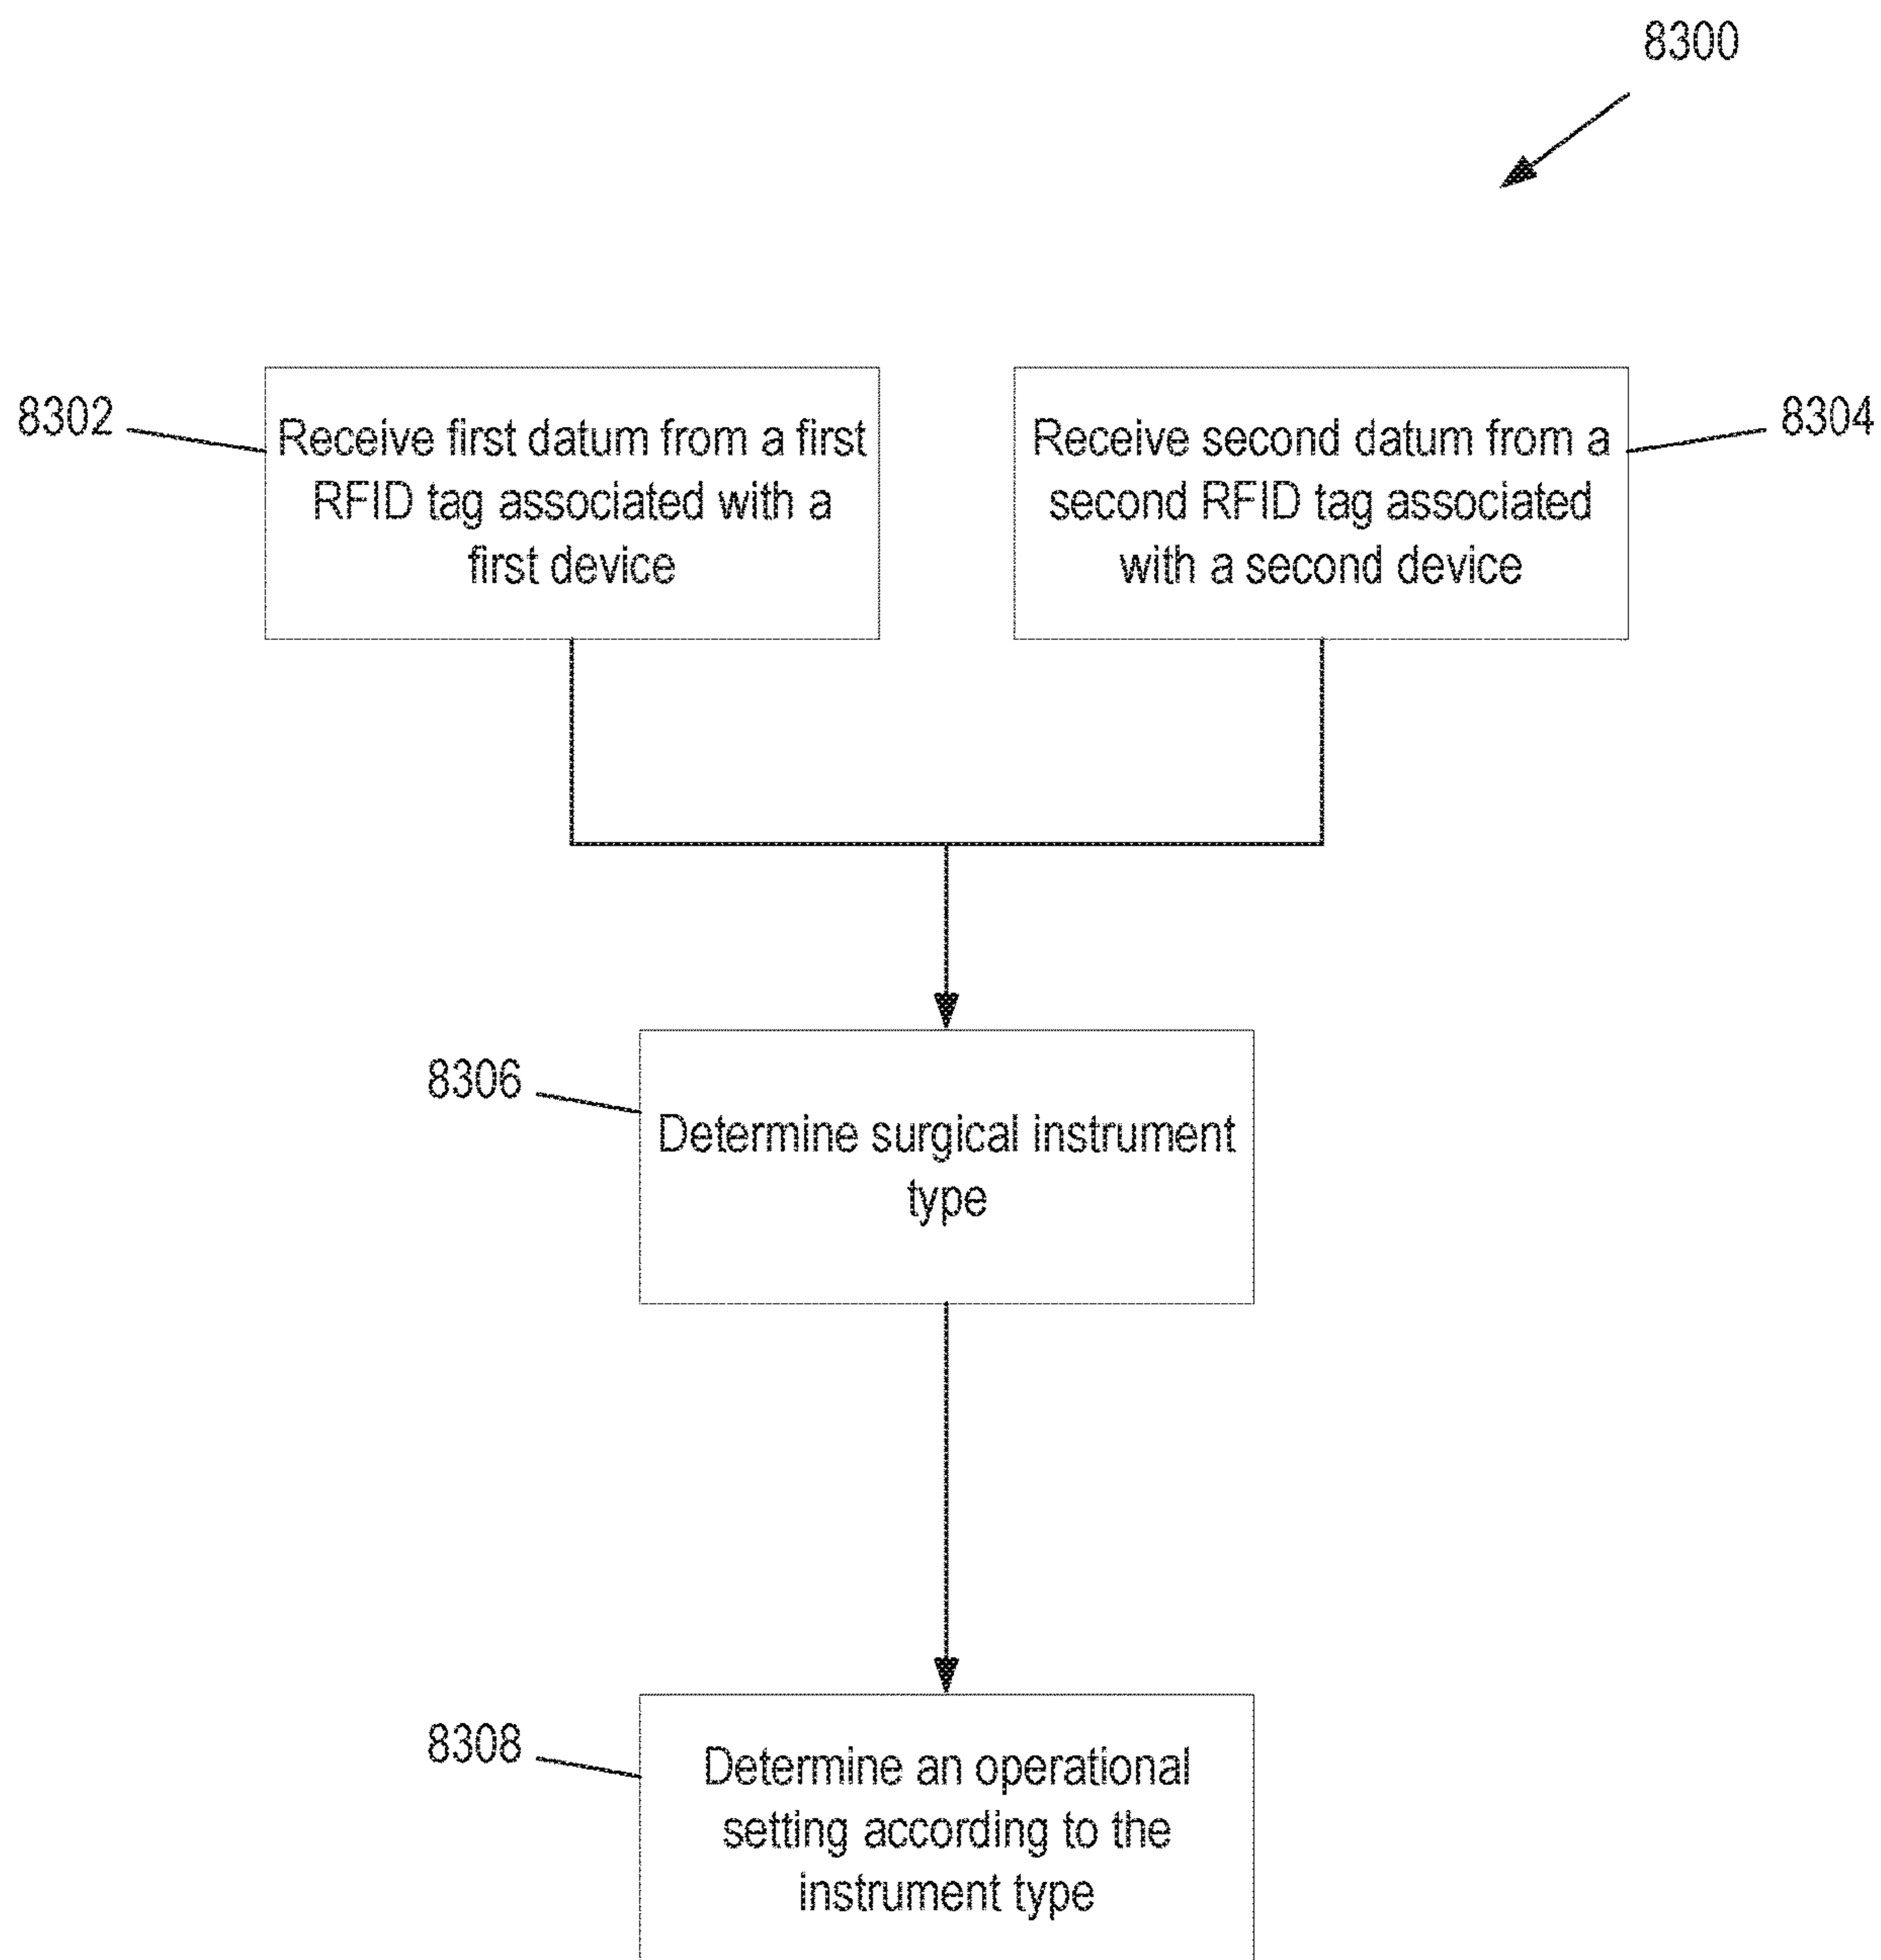 8300
8302
Receive first datum from a first
RFID tag associated with a
first device
Receive second datum from a
second RFID tag associated
with a second device
8304
8306
Determine surgical instrument
type
8308
Determine an operational
setting according to the
instrument type